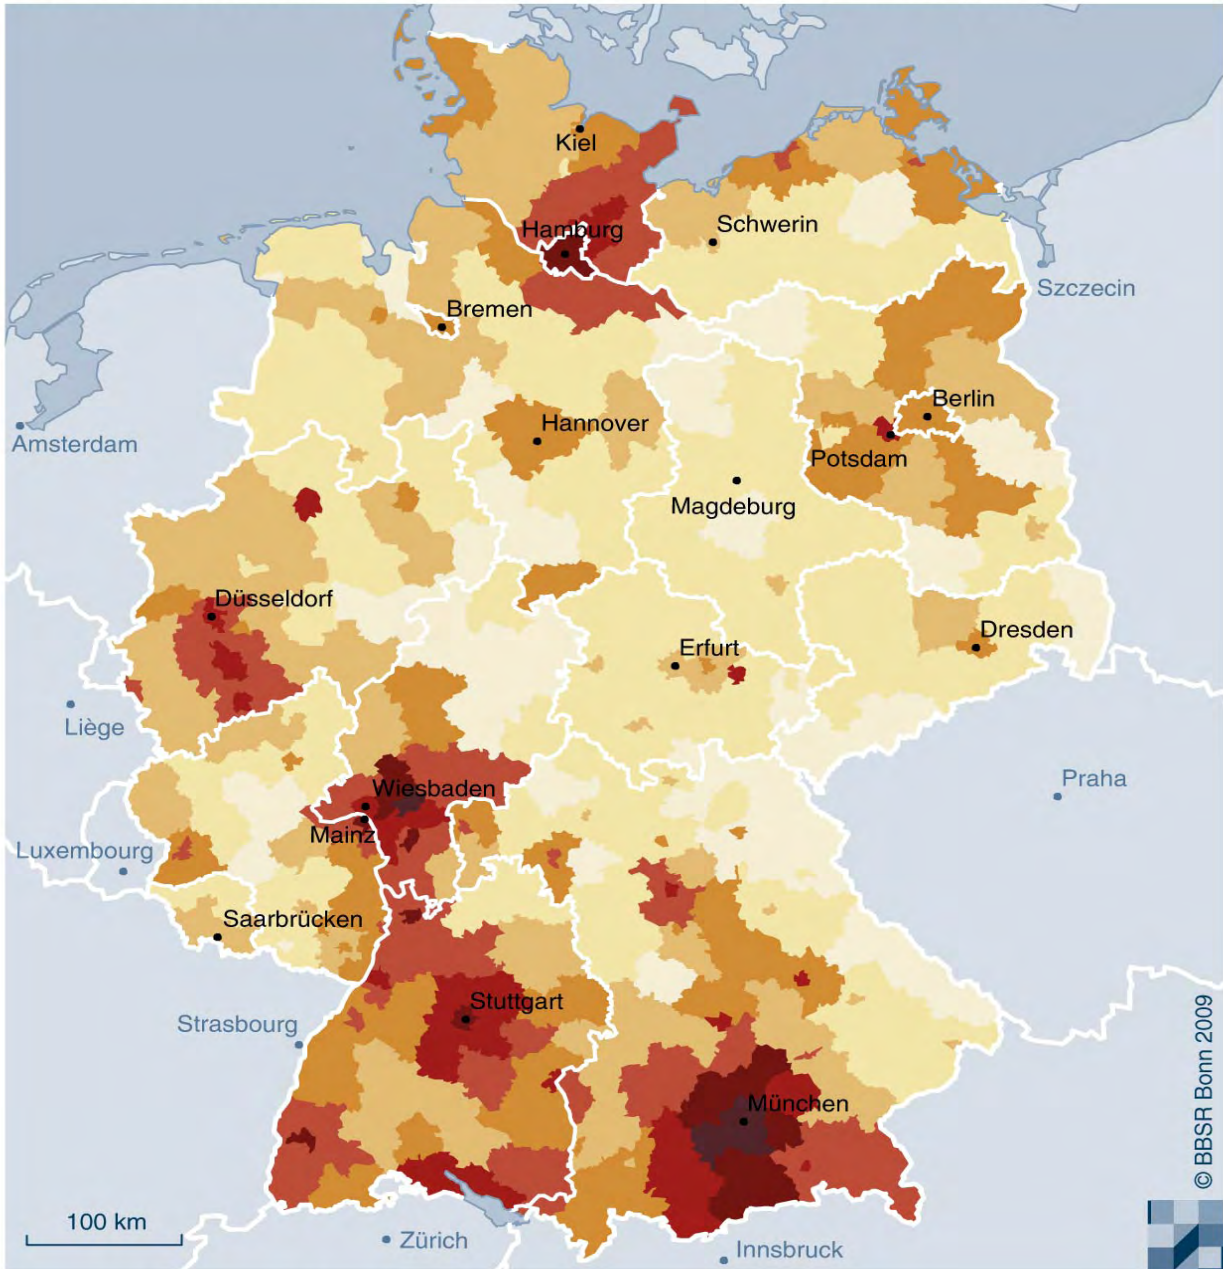 Kiel
Hamburg
Schwerin
Szczecin
Bremen
Berlin
Hannover
Amsterdam
Potsdam
Magdeburg
Düsseldorf
Dresden
Erfurt
Liège
Wiesbaden
Praha
Mainz
Luxembourg
Saarbrücken
Stuttgart
Strasbourg
München
© BBSR Bonn 2009
100 km
Zürich
Innsbruck